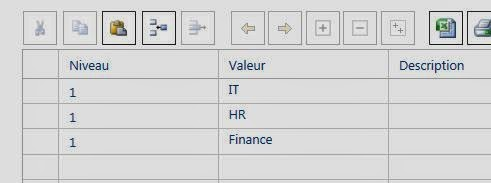 Niveau Valeur Description
1 IT
1 HR
1 Finance